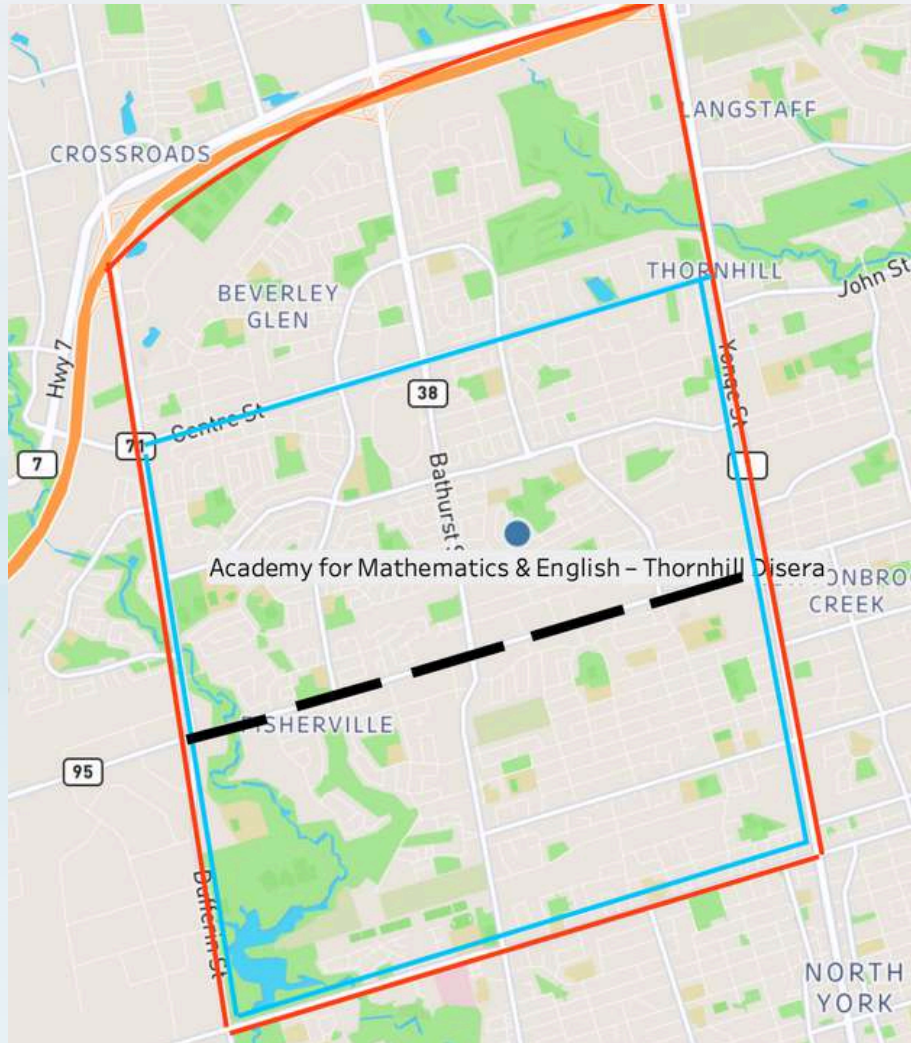 LANGSTAFF
CROSSROADS
THORNHILL
John St
BEVERLEY
GLEN
Hwy 7
Yonge St
38
Centre St
71
7
Bathurst S
Academy for Mathematics & English – Thornhill Disera
ONBRO
CREEK
FISHERVILLE
95
Dufferin St
NORTH
YORK